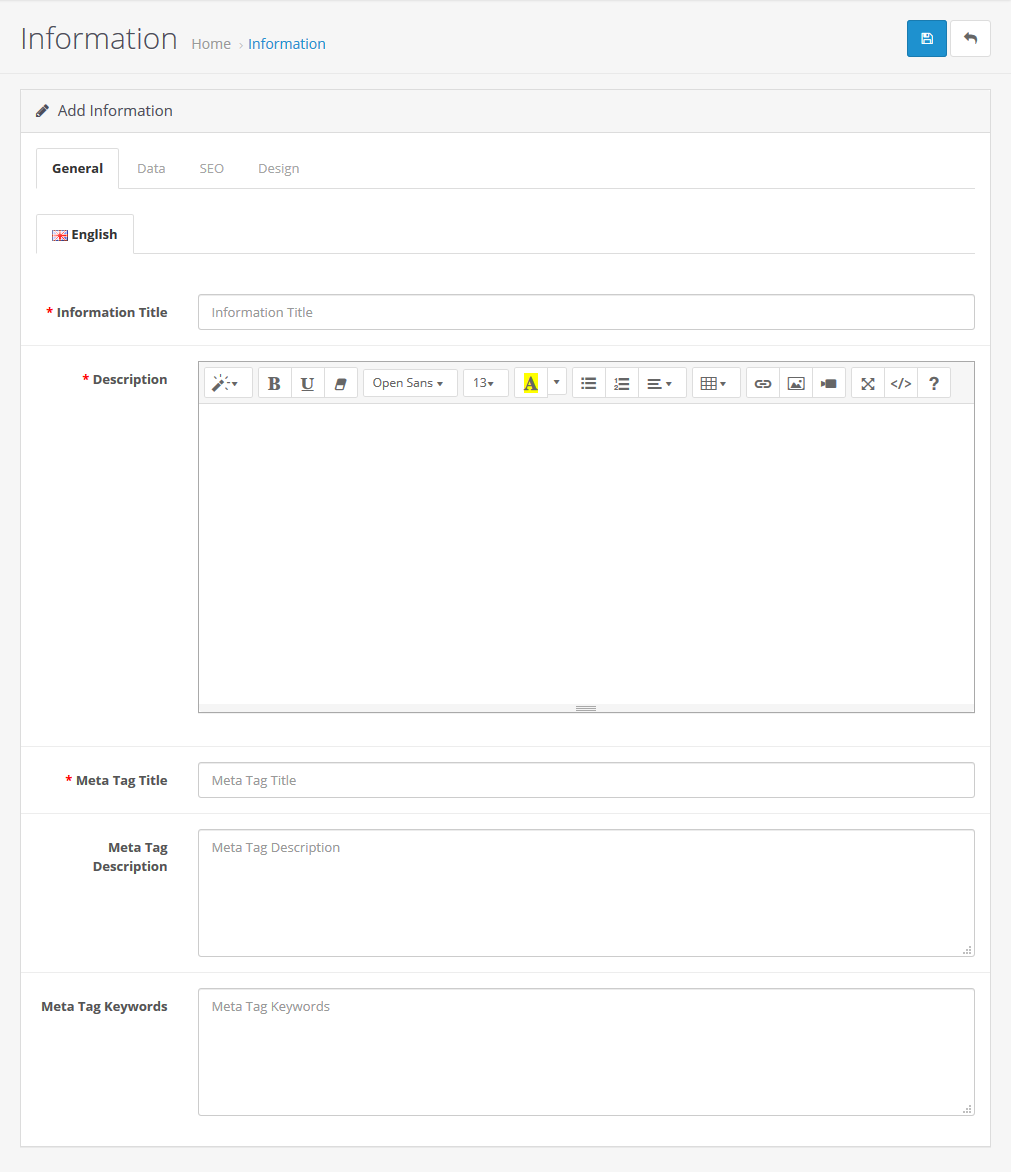 Information Home › Information
Add Information
General Data SEO Design
English
* Information Title Information Title
* Description B U Open Sans 13 A </> ?
* Meta Tag Title Meta Tag Title
Meta Tag Meta Tag Description
Description
Meta Tag Keywords Meta Tag Keywords